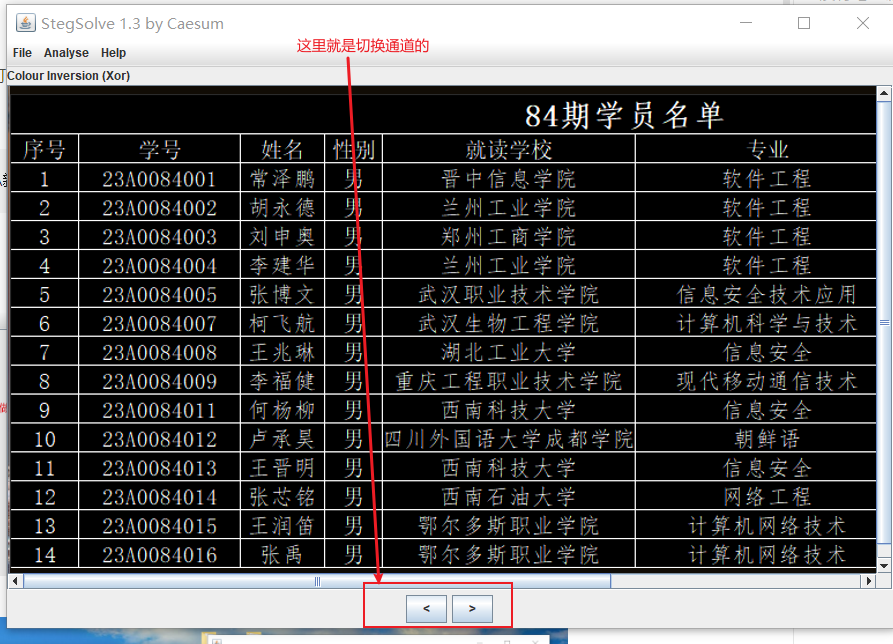 StegSolve 1.3 by Caesum
这里就是切换通道的
File Analyse Help
Colour Inversion (Xor)
84期学员名单
序号 学号 姓名 性别 就读学校 专业
1 23A0084001 常泽鹏 男 晋中信息学院 软件工程
2 23A0084002 胡永德 男 兰州工业学院 软件工程
3 23A0084003 刘申奥 男 郑州工商学院 软件工程
4 23A0084004 李建华 男 兰州工业学院 软件工程
5 23A0084005 张博文 男 武汉职业技术学院 信息安全技术应用
6 23A0084007 柯飞航 男 武汉生物工程学院 计算机科学与技术
7 23A0084008 王兆琳 男 湖北工业大学 信息安全
8 23A0084009 李福健 男 重庆工程职业技术学院 现代移动通信技术
9 23A0084011 何杨柳 男 西南科技大学 信息安全
10 23A0084012 卢承昊 男 四川外国语大学成都学院 朝鲜语
11 23A0084013 王晋明 男 西南科技大学 信息安全
12 23A0084014 张芯铭 男 西南石油大学 网络工程
13 23A0084015 王润笛 男 鄂尔多斯职业学院 计算机网络技术
14 23A0084016 张禹 男 鄂尔多斯职业学院 计算机网络技术
< >